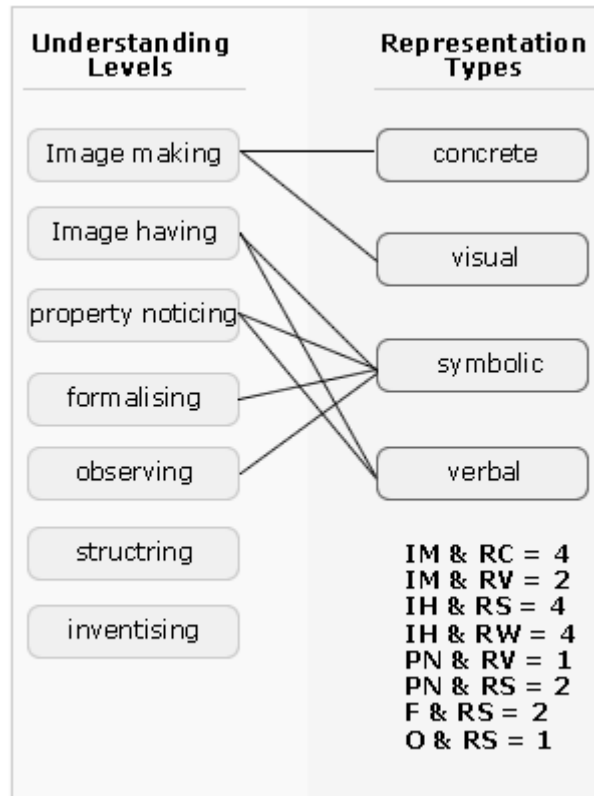 Understanding
Levels
Representation
Types
Image making
concrete
Image having
visual
property noticing
symbolic
formalising
observing
verbal
structring
inventising
IM & RC = 4
IM & RV = 2
IH & RS = 4
IH & RW = 4
PN & RV = 1
PN & RS = 2
F & RS = 2
O & RS = 1